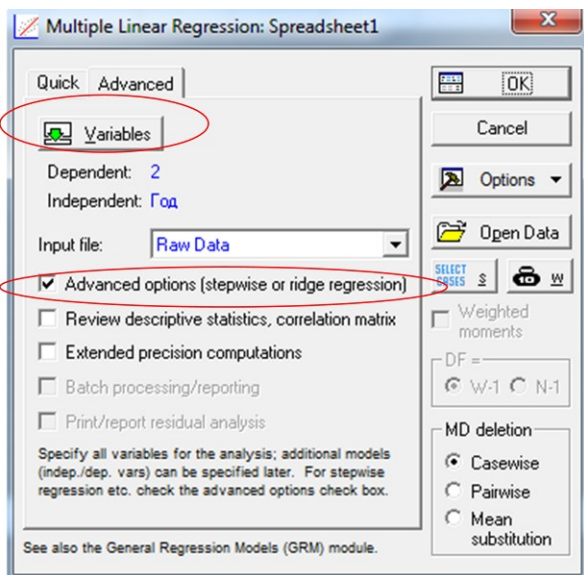 Multiple Linear Regression: Spreadsheet1
Quick Advanced
Variables
Dependent: 2
Independent: Год
Input file: Raw Data
Advanced options (stepwise or ridge regression)
Review descriptive statistics, correlation matrix
Extended precision computations
Batch processing/reporting
Print/report residual analysis
Specify all variables for the analysis; additional models
(indep./dep. vars) can be specified later. For stepwise
regression etc. check the advanced options check box.
See also the General Regression Models (GRM) module.
OK
Cancel
Options
Open Data
SELECT
CASES S W
Weighted
moments
DF =
W-1 N-1
MD deletion
Casewise
Pairwise
Mean
substitution